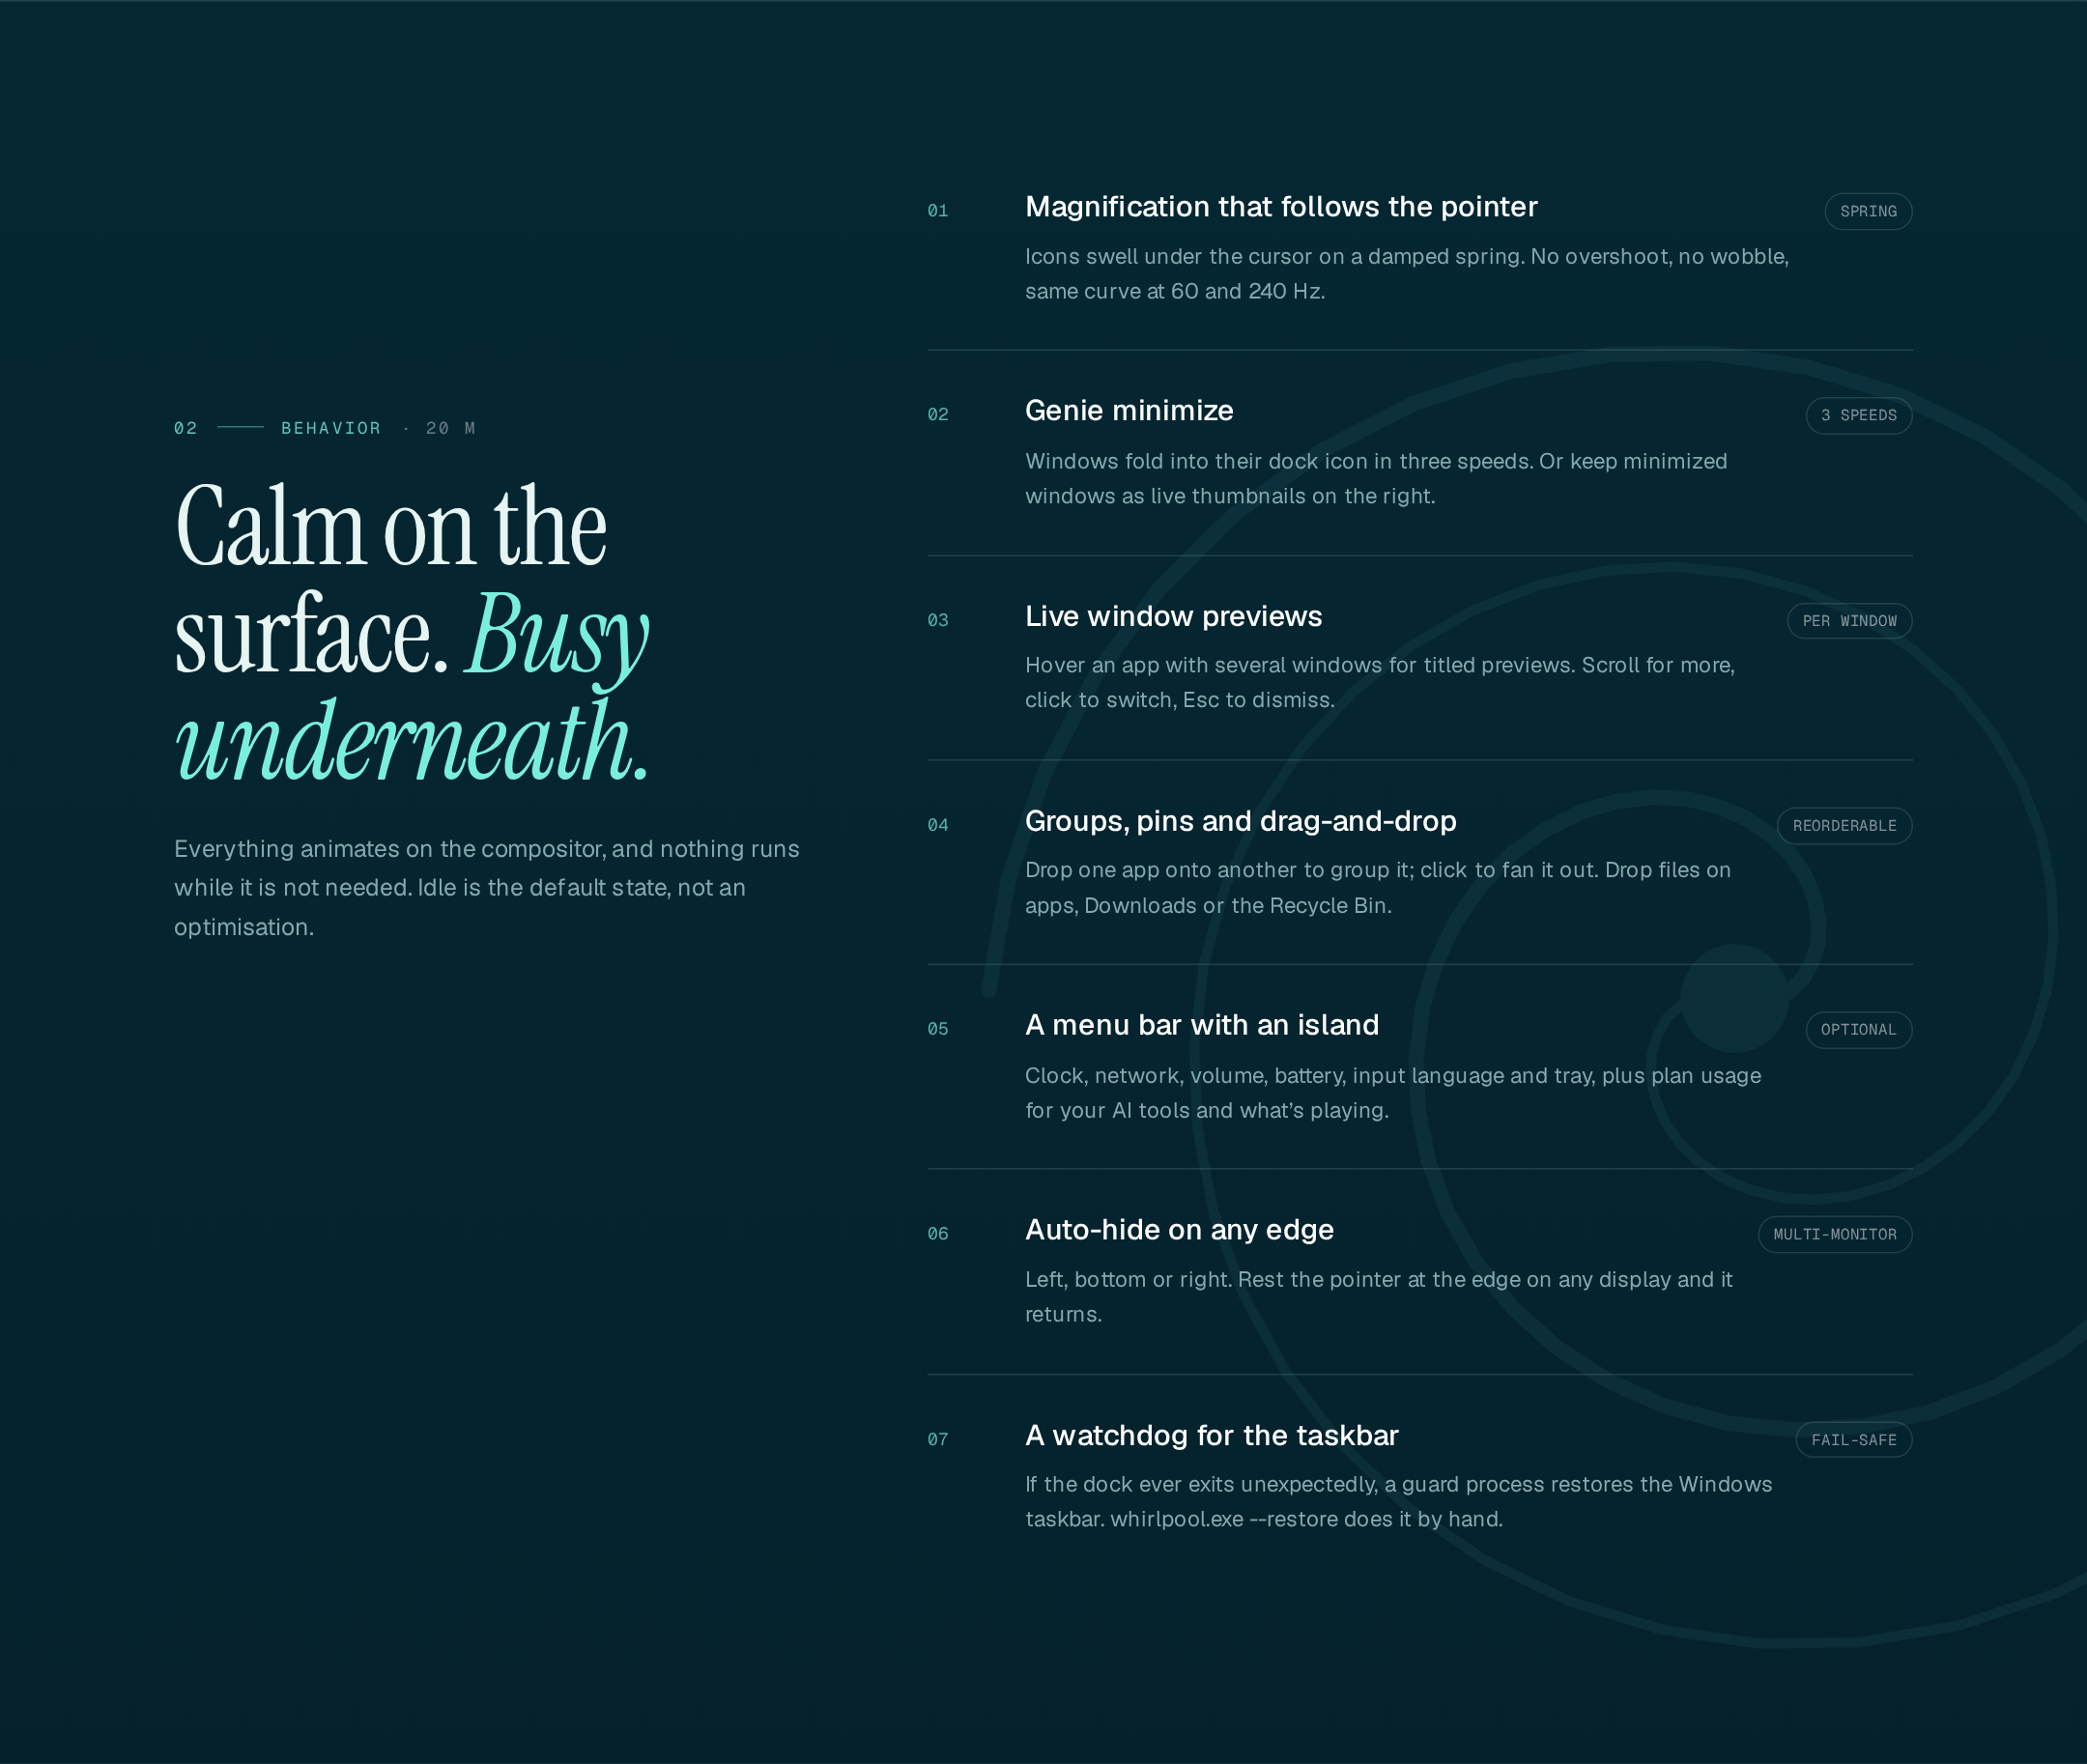 02 — BEHAVIOR · 20 M
Calm on the
surface. Busy
underneath.
Everything animates on the compositor, and nothing runs
while it is not needed. Idle is the default state, not an
optimisation.
01
Magnification that follows the pointer
SPRING
Icons swell under the cursor on a damped spring. No overshoot, no wobble,
same curve at 60 and 240 Hz.
02
Genie minimize
3 SPEEDS
Windows fold into their dock icon in three speeds. Or keep minimized
windows as live thumbnails on the right.
03
Live window previews
PER WINDOW
Hover an app with several windows for titled previews. Scroll for more,
click to switch, Esc to dismiss.
04
Groups, pins and drag-and-drop
REORDERABLE
Drop one app onto another to group it; click to fan it out. Drop files on
apps, Downloads or the Recycle Bin.
05
A menu bar with an island
OPTIONAL
Clock, network, volume, battery, input language and tray, plus plan usage
for your AI tools and what’s playing.
06
Auto-hide on any edge
MULTI-MONITOR
Left, bottom or right. Rest the pointer at the edge on any display and it
returns.
07
A watchdog for the taskbar
FAIL-SAFE
If the dock ever exits unexpectedly, a guard process restores the Windows
taskbar. whirlpool.exe --restore does it by hand.